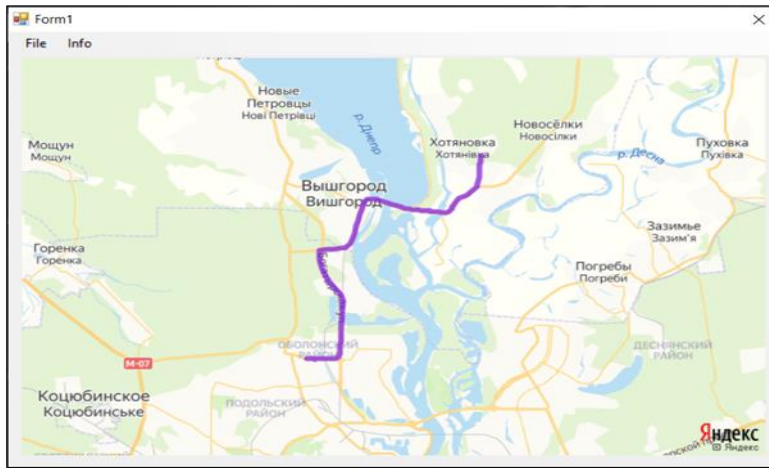 Form1
File Info
Новые
Петровцы
Нові Петрівці
р. Днепр
Мощун
Мощун
Хотяновка
Хотянівка
Новосёлки
Новосілки
р. Десна
Пуховка
Пухівка
Вышгород
Вишгород
Горенка
Горенка
Зазимье
Зазим'я
Погребы
Погреби
ОБОЛОНСКИЙ
РАЙОН
ДЕСНЯНСКИЙ
РАЙОН
М-07
Коцюбинское
Коцюбинське
ПОДОЛЬСКИЙ
РАЙОН
Яндекс
Яндекс